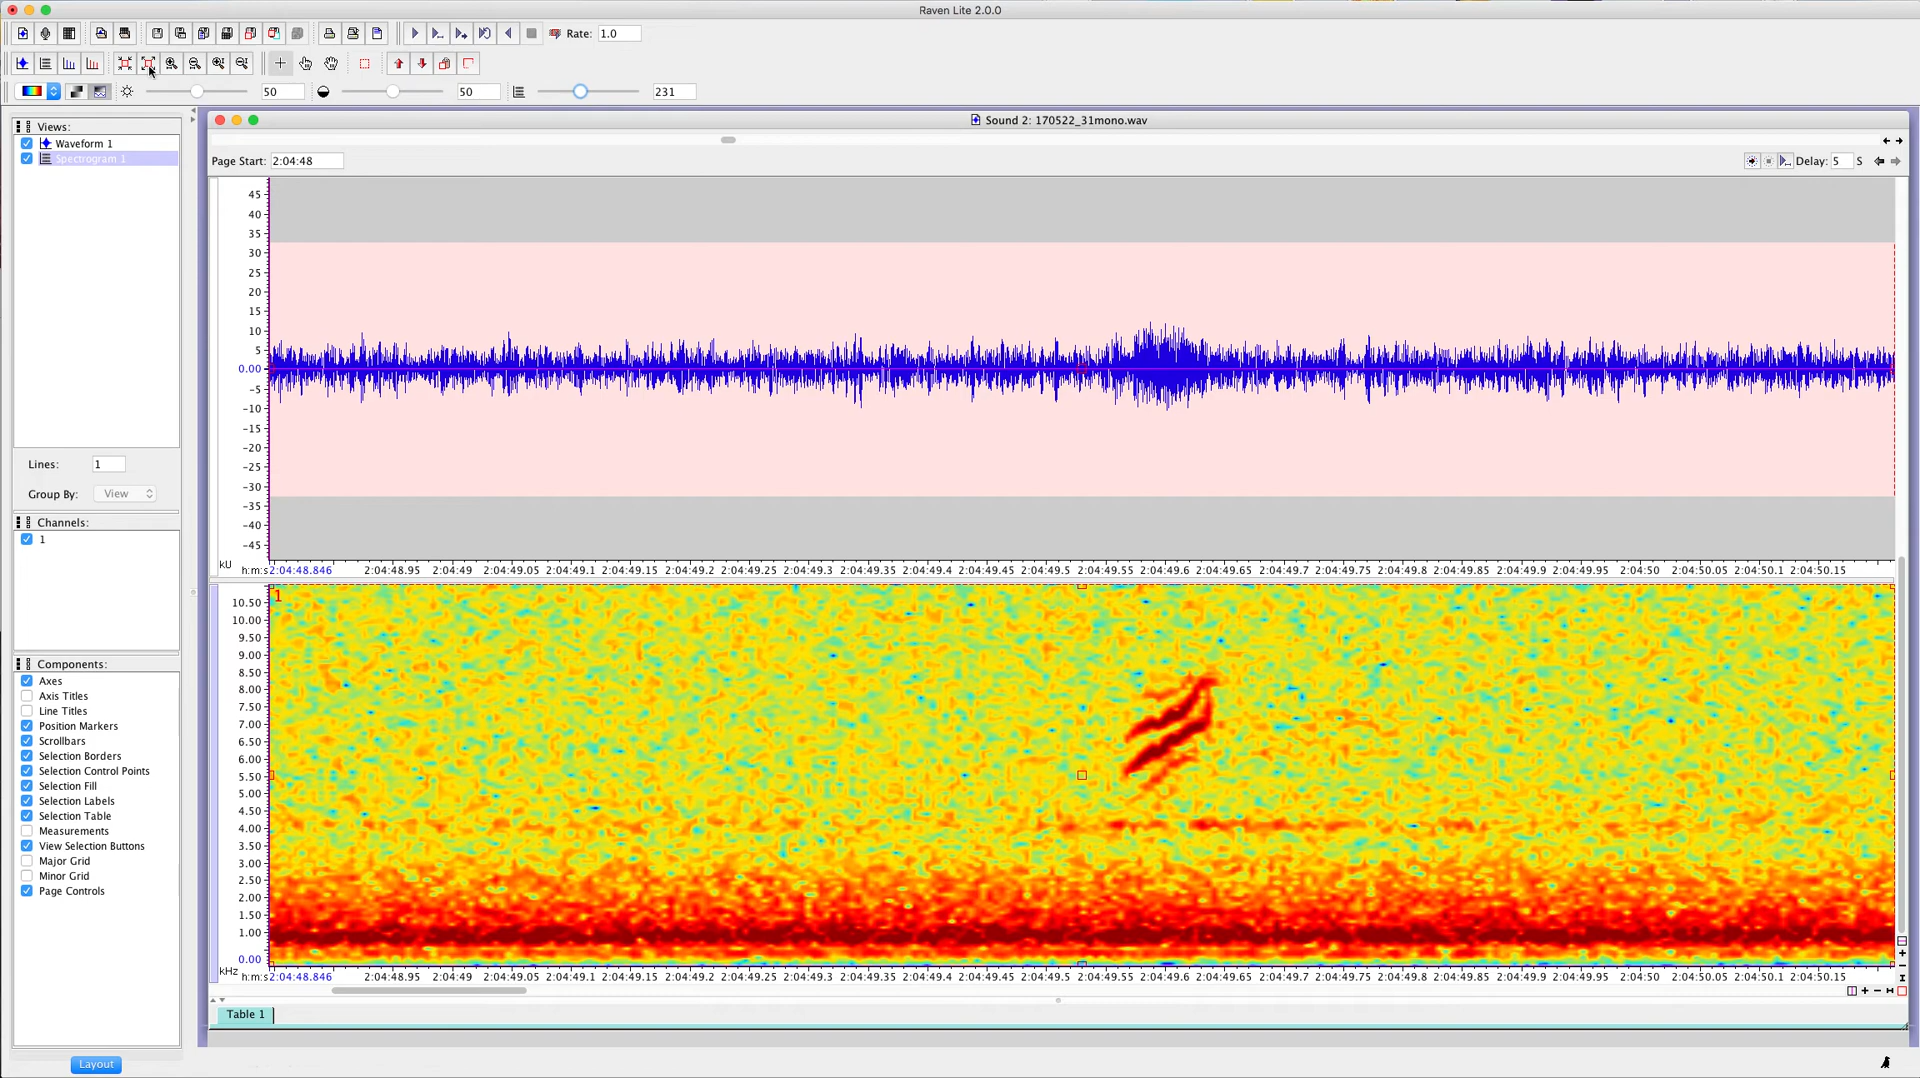 Raven Lite 2.0.0
Rate: 1.0
50
50
231
Views:
Waveform 1
Spectrogram 1
Lines: 1
Group By: View
Channels:
1
Components:
Axes
Axis Titles
Line Titles
Position Markers
Scrollbars
Selection Borders
Selection Control Points
Selection Fill
Selection Labels
Selection Table
Measurements
View Selection Buttons
Major Grid
Minor Grid
Page Controls
Layout
Sound 2: 170522_31mono.wav
Page Start: 2:04:48
Delay: 5 S
45
40
35
30
25
20
15
10
5
0.00
-5
-10
-15
-20
-25
-30
-35
-40
-45
kU
h:m:s 2:04:48.846 2:04:48.95 2:04:49 2:04:49.05 2:04:49.1 2:04:49.15 2:04:49.2 2:04:49.25 2:04:49.3 2:04:49.35 2:04:49.4 2:04:49.45 2:04:49.5 2:04:49.55 2:04:49.6 2:04:49.65 2:04:49.7 2:04:49.75 2:04:49.8 2:04:49.85 2:04:49.9 2:04:49.95 2:04:50 2:04:50.05 2:04:50.1 2:04:50.15
1
10.50
10.00
9.50
9.00
8.50
8.00
7.50
7.00
6.50
6.00
5.50
5.00
4.50
4.00
3.50
3.00
2.50
2.00
1.50
1.00
0.00
kHz
h:m:s 2:04:48.846 2:04:48.95 2:04:49 2:04:49.05 2:04:49.1 2:04:49.15 2:04:49.2 2:04:49.25 2:04:49.3 2:04:49.35 2:04:49.4 2:04:49.45 2:04:49.5 2:04:49.55 2:04:49.6 2:04:49.65 2:04:49.7 2:04:49.75 2:04:49.8 2:04:49.85 2:04:49.9 2:04:49.95 2:04:50 2:04:50.05 2:04:50.1 2:04:50.15
Table 1